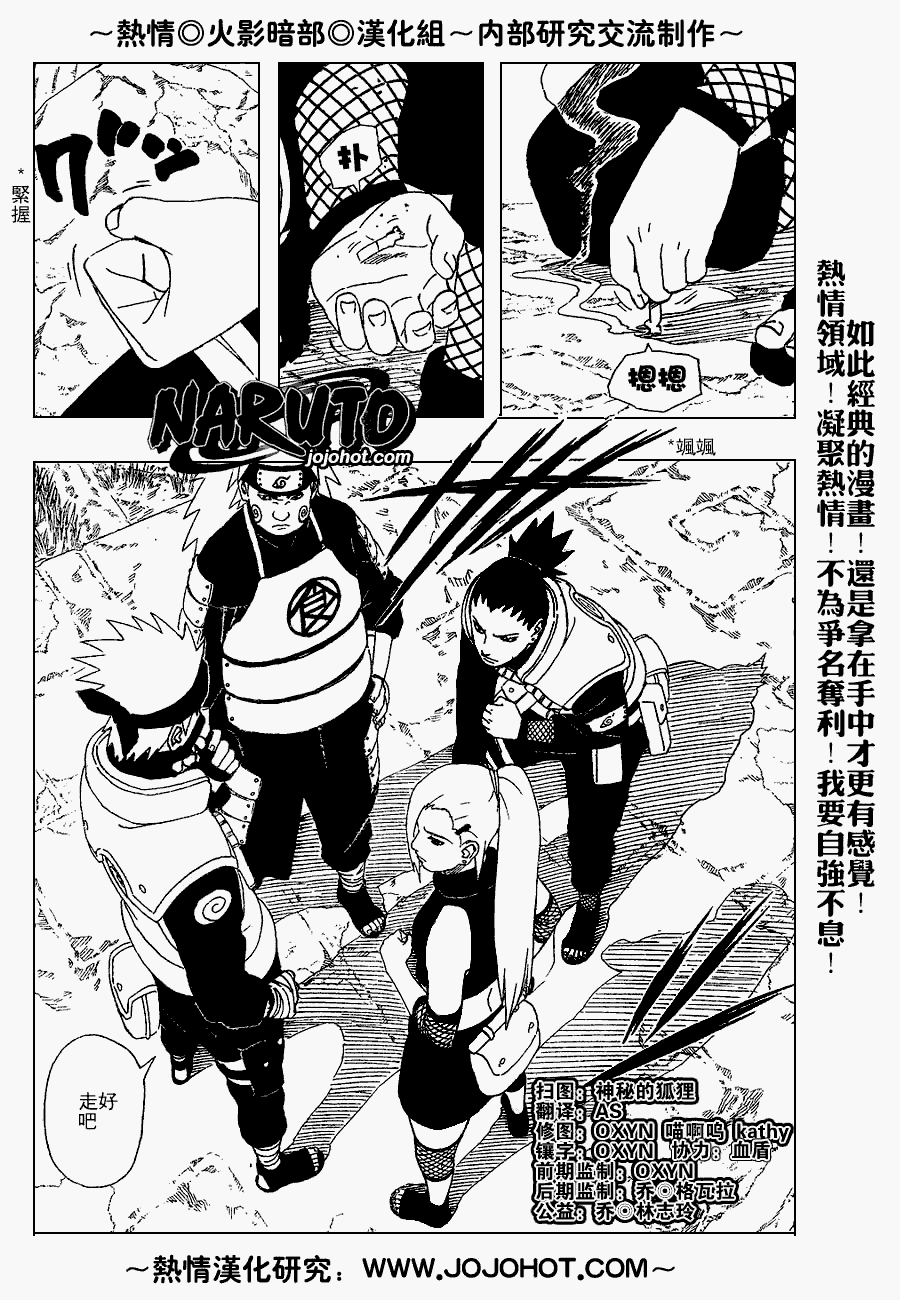 ～熱情◎火影暗部◎漢化組～内部研究交流制作～
摁摁
扑
グッ
*緊握
NARUTO
jojohot.com
*颯颯
食
如此經典的漫畫！還是拿在手中才更有感覺！
熱情領域！凝聚熱情！不為爭名奪利！我要自強不息！
好
走吧
扫图：神秘的狐狸
翻译：AS
修图：OXYN 喵啊呜 kathy
镶字：OXYN 协力：血盾
前期监制：OXYN
后期监制：乔◎格瓦拉
公益：乔◎林志玲
～熱情漢化研究：WWW.JOJOHOT.COM～